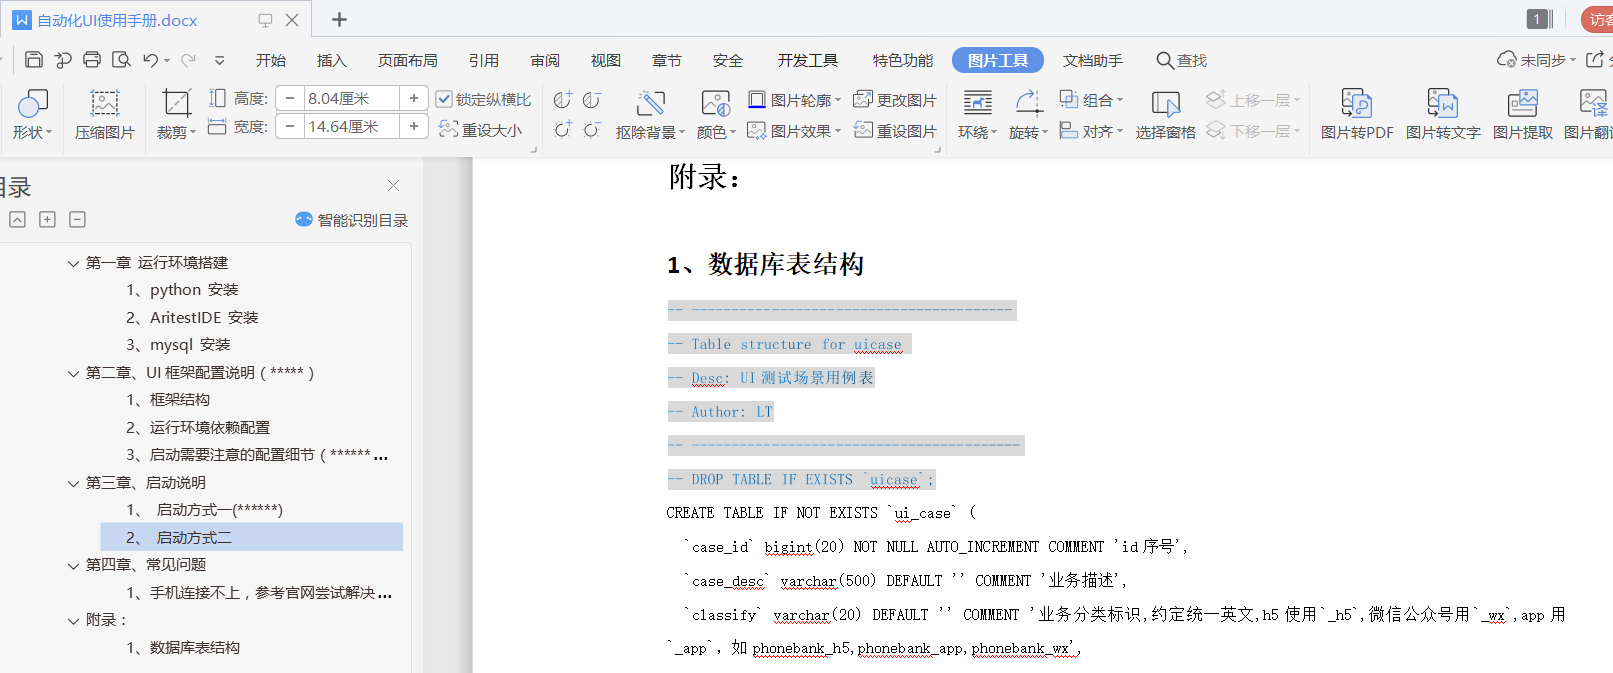 自动化UI使用手册.docx
1
访客
开始 插入 页面布局 引用 审阅 视图 章节 安全 开发工具 特色功能 图片工具 文档助手 查找 未同步
高度: - 8.04厘米 + 锁定纵横比 图片轮廓 更改图片 组合 上移一层
形状 压缩图片 裁剪 宽度: - 14.64厘米 + 重设大小 抠除背景 颜色 图片效果 重设图片 环绕 旋转 对齐 选择窗格 下移一层 图片转PDF 图片转文字 图片提取 图片翻译
目录
智能识别目录
第一章 运行环境搭建
1、python 安装
2、AritestIDE 安装
3、mysql 安装
第二章、UI 框架配置说明 ( ***** )
1、框架结构
2、运行环境依赖配置
3、启动需要注意的配置细节 ( ****** ...
第三章、启动说明
1、 启动方式一(******)
2、 启动方式二
第四章、常见问题
1、手机连接不上，参考官网尝试解决 ...
附录：
1、数据库表结构
附录：
1、数据库表结构
-- ----------------------------------------
-- Table structure for uicase
-- Desc: UI 测试场景用例表
-- Author: LT
-- -----------------------------------------
-- DROP TABLE IF EXISTS `uicase`;
CREATE TABLE IF NOT EXISTS `ui_case` (
`case_id` bigint(20) NOT NULL AUTO_INCREMENT COMMENT 'id 序号',
`case_desc` varchar(500) DEFAULT '' COMMENT '业务描述',
`classify` varchar(20) DEFAULT '' COMMENT '业务分类标识,约定统一英文,h5 使用`_h5`,微信公众号用`_wx`,app 用
`_app`, 如 phonebank_h5,phonebank_app,phonebank_wx',